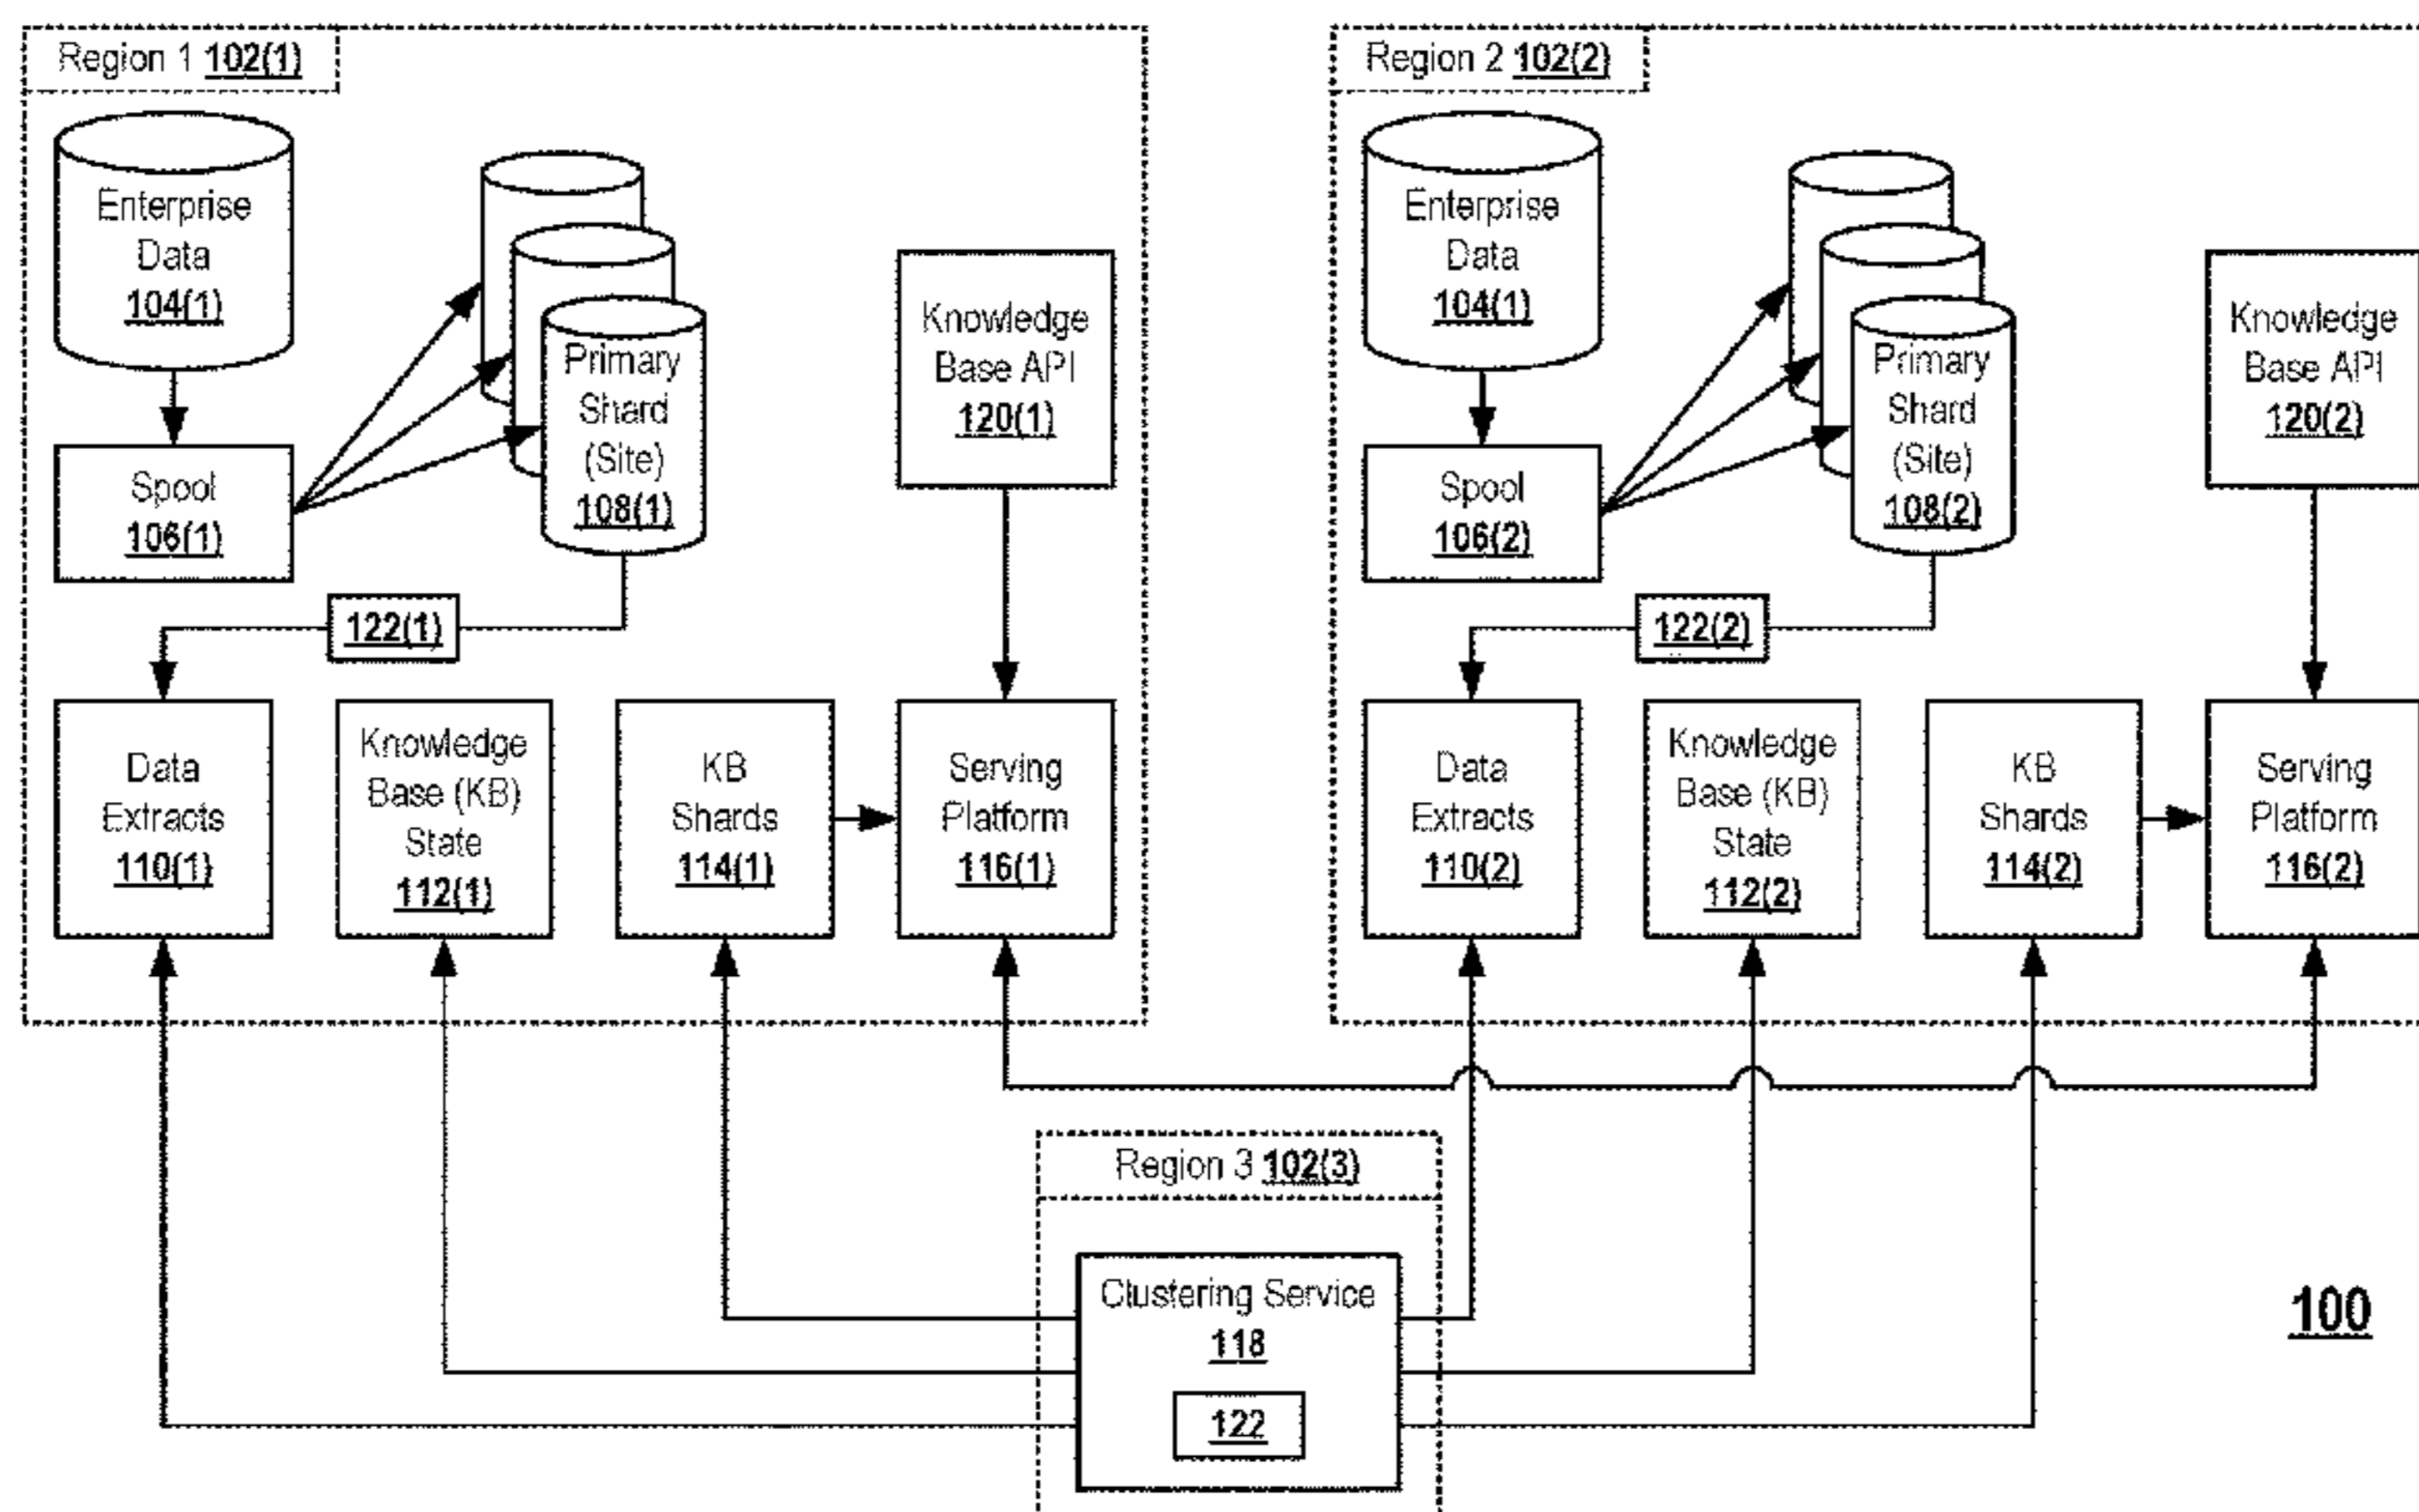 Region 1 102(1)
Enterprise
Data
104(1)
Spool
106(1)
Primary
Shard
(Site)
108(1)
Knowledge
Base API
120(1)
122(1)
Data
Extracts
110(1)
Knowledge
Base (KB)
State
112(1)
KB
Shards
114(1)
Serving
Platform
116(1)
Region 2 102(2)
Enterprise
Data
104(1)
Spool
106(2)
Primary
Shard
(Site)
108(2)
Knowledge
Base API
120(2)
122(2)
Data
Extracts
110(2)
Knowledge
Base (KB)
State
112(2)
KB
Shards
114(2)
Serving
Platform
116(2)
Region 3 102(3)
Clustering Service
118
122
100